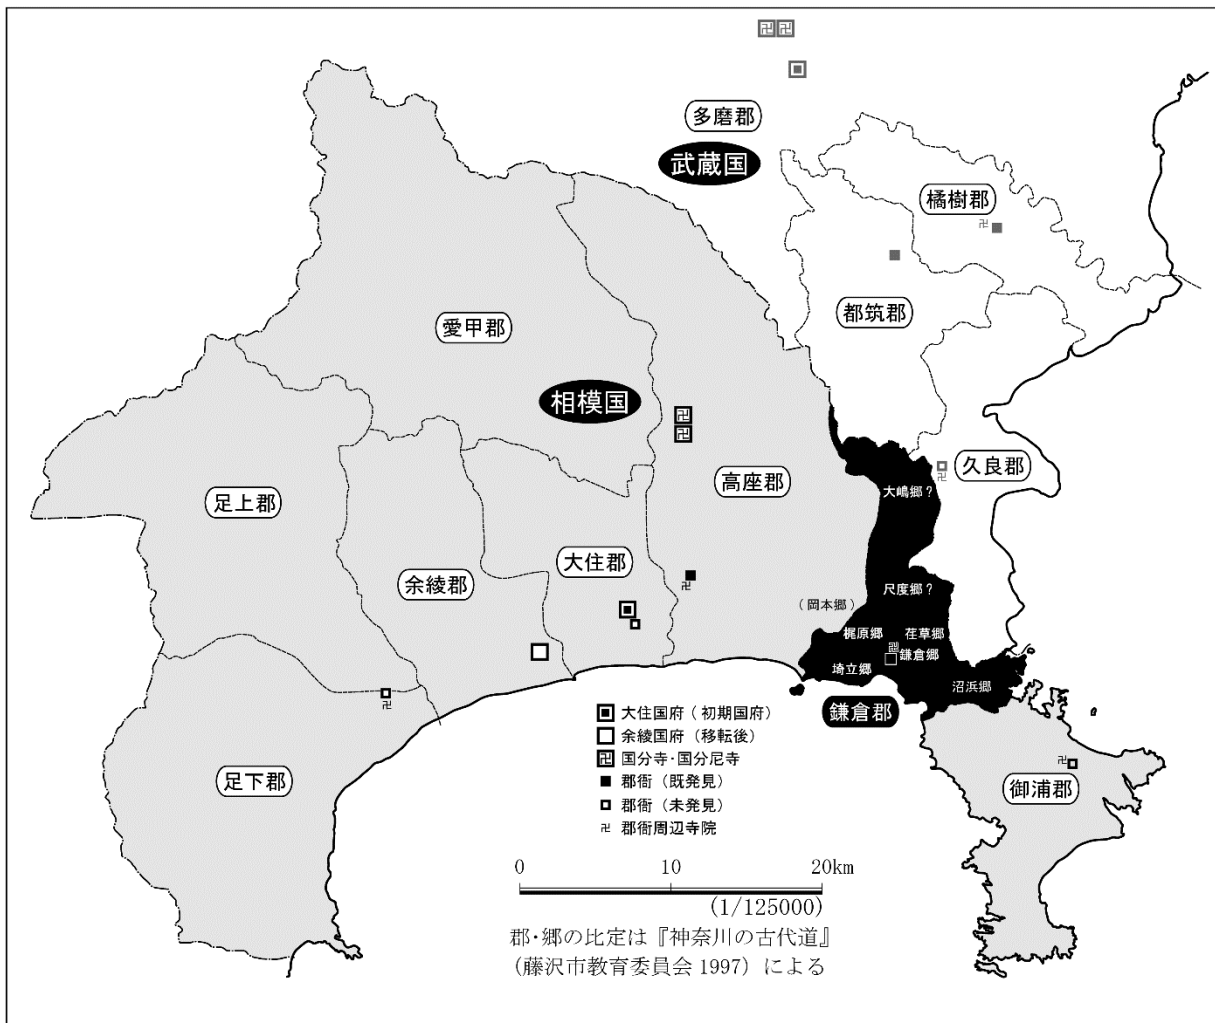 多磨郡
武蔵国
橘樹郡
都筑郡
愛甲郡
相模国
久良郡
高座郡
大嶋郷？
足上郡
大住郡
余綾郡
尺度郷？
（岡本郷）
梶原郷
荏草郷
鎌倉郷
埼立郷
沼浜郷
鎌倉郡
足下郡
御浦郡
大住国府（初期国府）
余綾国府（移転後）
国分寺・国分尼寺
郡衙（既発見）
郡衙（未発見）
卍 郡衙周辺寺院
0 10 20km
(1/125000)
郡・郷の比定は『神奈川の古代道』
(藤沢市教育委員会 1997）による